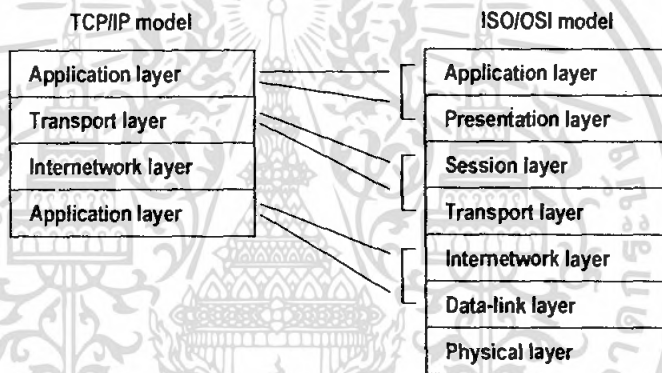 TCP/IP model
Application layer
Transport layer
Internetwork layer
Application layer
ISO/OSI model
Application layer
Presentation layer
Session layer
Transport layer
Internetwork layer
Data-link layer
Physical layer